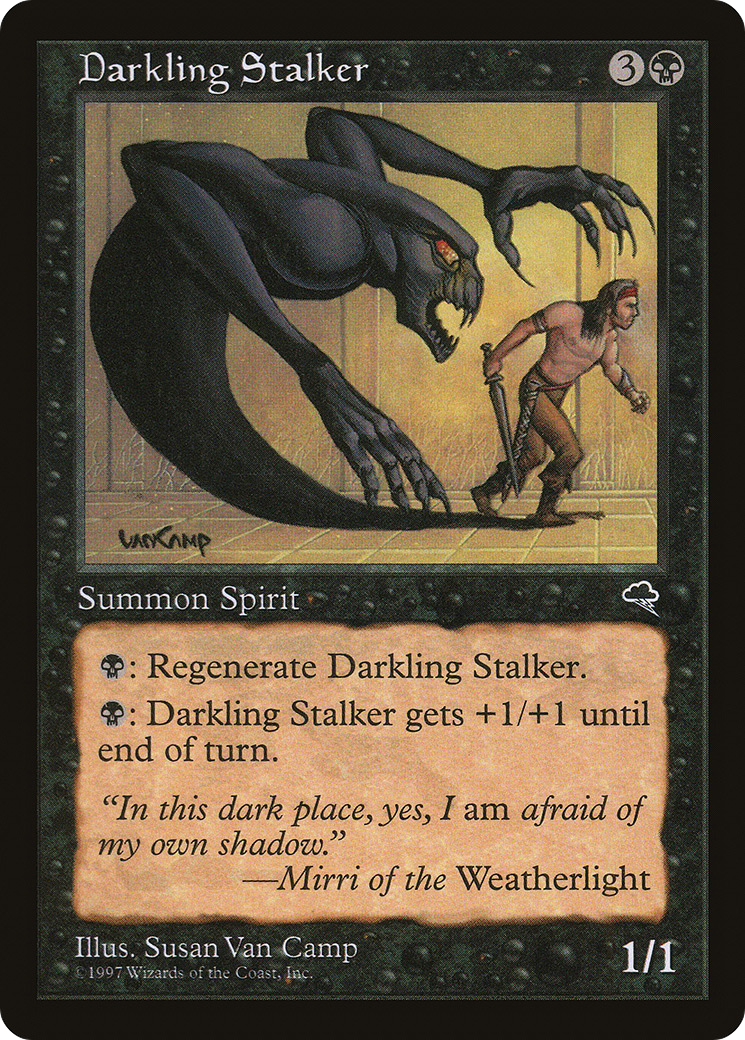 Darkling Stalker 3
VANCAMP
Summon Spirit
: Regenerate Darkling Stalker.
: Darkling Stalker gets +1/+1 until
end of turn.
“In this dark place, yes, I am afraid of
my own shadow.”
—Mirri of the Weatherlight
Illus. Susan Van Camp
©1997 Wizards of the Coast, Inc.
1/1